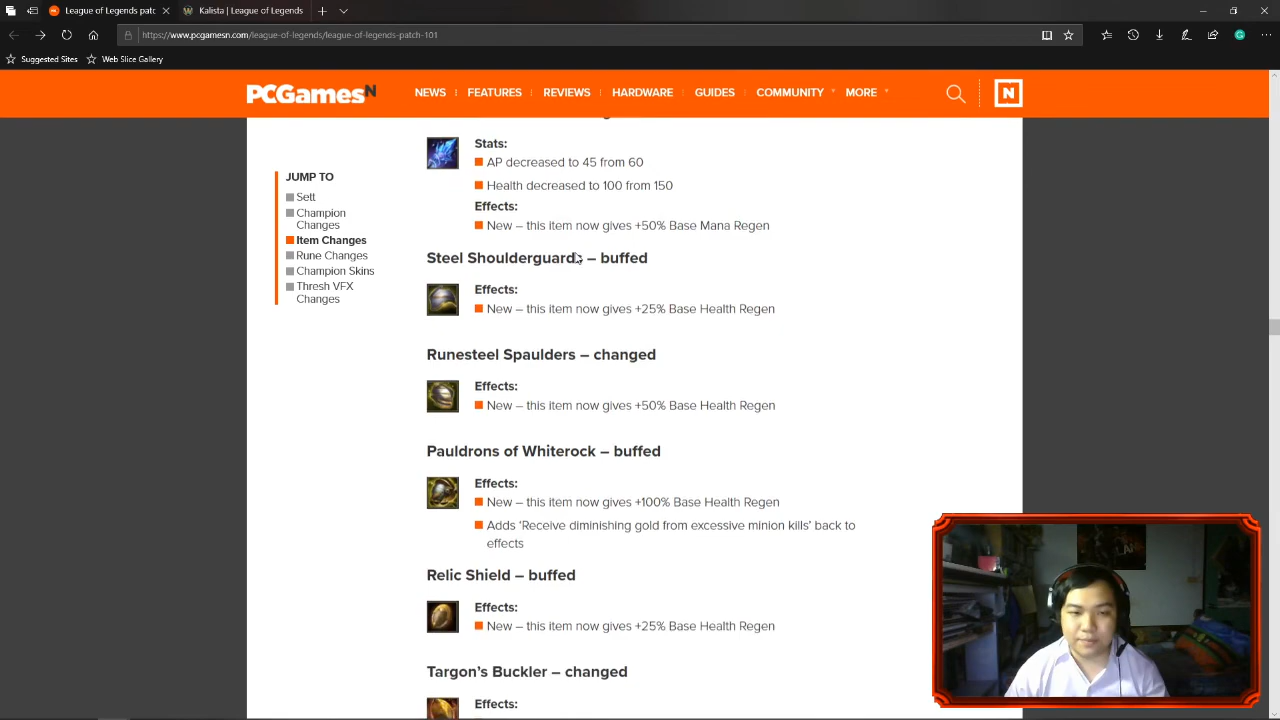 League of Legends patc
Kalista | League of Legends
https://www.pcgamesn.com/league-of-legends/league-of-legends-patch-101
Suggested Sites
Web Slice Gallery
PCGamesN
NEWS
FEATURES
REVIEWS
HARDWARE
GUIDES
COMMUNITY
MORE
N
JUMP TO
Sett
Champion
Changes
Item Changes
Rune Changes
Champion Skins
Thresh VFX
Changes
Stats:
AP decreased to 45 from 60
Health decreased to 100 from 150
Effects:
New – this item now gives +50% Base Mana Regen
Steel Shoulderguards – buffed
Effects:
New – this item now gives +25% Base Health Regen
Runesteel Spaulders – changed
Effects:
New – this item now gives +50% Base Health Regen
Pauldrons of Whiterock – buffed
Effects:
New – this item now gives +100% Base Health Regen
Adds ‘Receive diminishing gold from excessive minion kills’ back to
effects
Relic Shield – buffed
Effects:
New – this item now gives +25% Base Health Regen
Targon’s Buckler – changed
Effects: